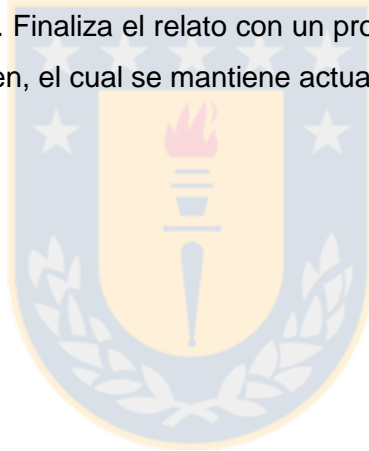 . Finaliza el relato con un pro
en, el cual se mantiene actua